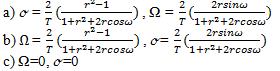 a) σ = 2/T (r²-1 / 1+r²+2rcosω) , Ω = 2/T (2rsinω / 1+r²+2rcosω)
b) Ω = 2/T (r²-1 / 1+r²+2rcosω) , σ= 2/T (2rsinω / 1+r²+2rcosω)
c) Ω=0, σ=0